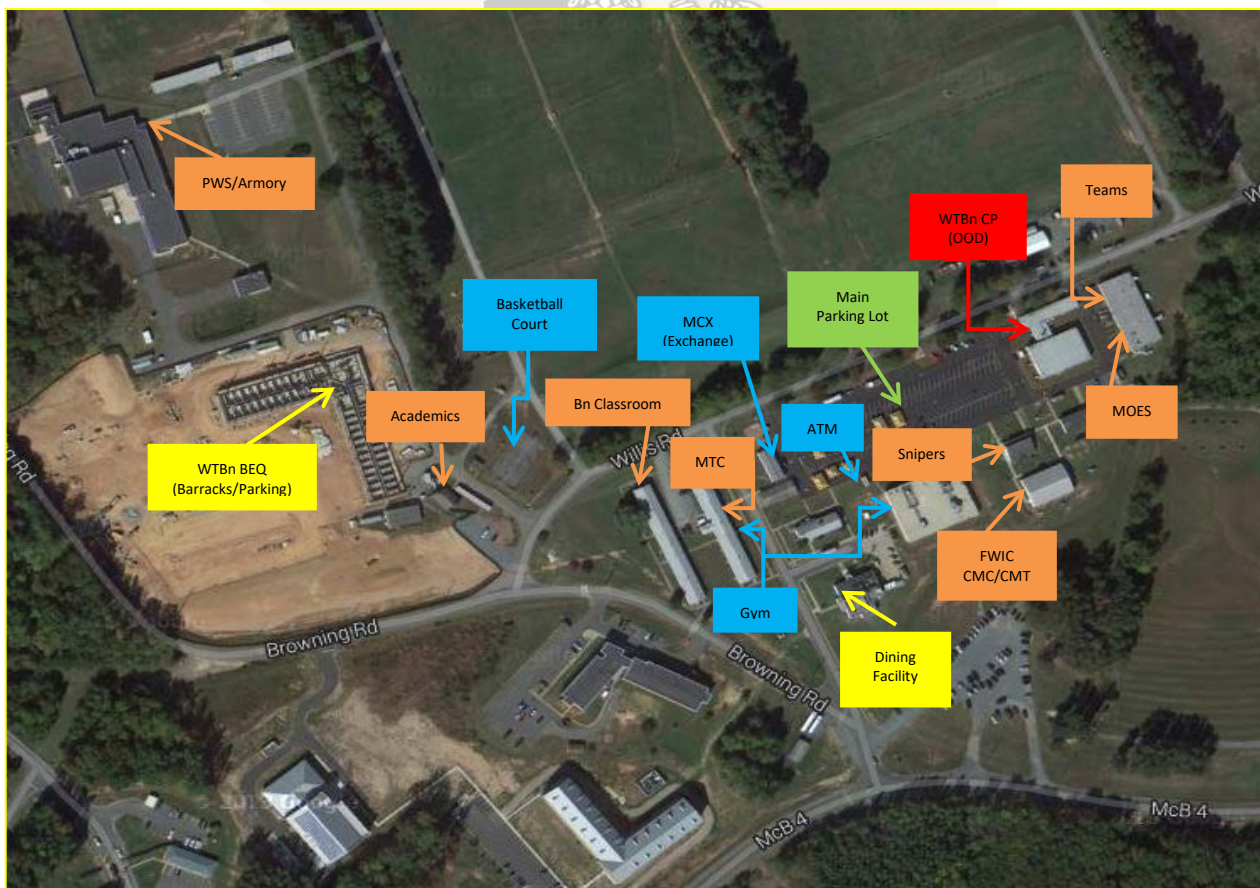 PWS/Armory
Teams
WTBn CP
(OOD)
Basketball
Court
MCX
(Exchange)
Main
Parking Lot
Academics
Bn Classroom
ATM
MOES
WTBn BEQ
(Barracks/Parking)
Willis Rd
MTC
Snipers
FWIC
CMC/CMT
Gym
Dining
Facility
Browning Rd
Browning Rd
McB 4
McB 4